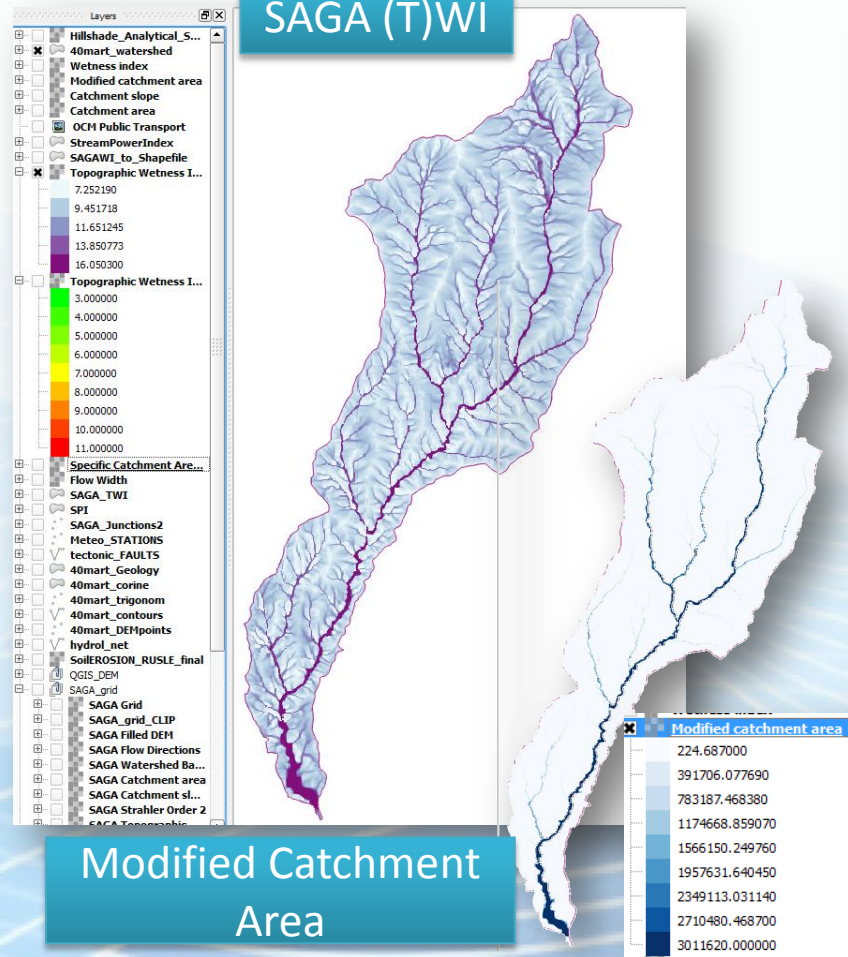 SAGA (T)WI
Layers
Hillshade_Analytical_S...
40mart_watershed
Wetness index
Modified catchment area
Catchment slope
Catchment area
OCM Public Transport
StreamPowerIndex
SAGAWI_to_Shapefile
Topographic Wetness I...
7.252190
9.451718
11.651245
13.850773
16.050300
Topographic Wetness I...
3.000000
4.000000
5.000000
6.000000
7.000000
8.000000
9.000000
10.000000
11.000000
Specific Catchment Are...
Flow Width
SAGA_TWI
SPI
SAGA_Junctions2
Meteo_STATIONS
tectonic_FAULTS
40mart_Geology
40mart_corine
40mart_trigonom
40mart_contours
40mart_DEMpoints
hydrol_net
SoilEROSION_RUSLE_final
QGIS_DEM
SAGA_grid
SAGA Grid
SAGA_grid_CLIP
SAGA Filled DEM
SAGA Flow Directions
SAGA Watershed Ba...
SAGA Catchment area
SAGA Catchment sl...
SAGA Strahler Order 2
Modified catchment area
224.687000
391706.077690
783187.468380
1174668.859070
1566150.249760
1957631.640450
2349113.031140
2710480.468700
3011620.000000
Modified Catchment
Area